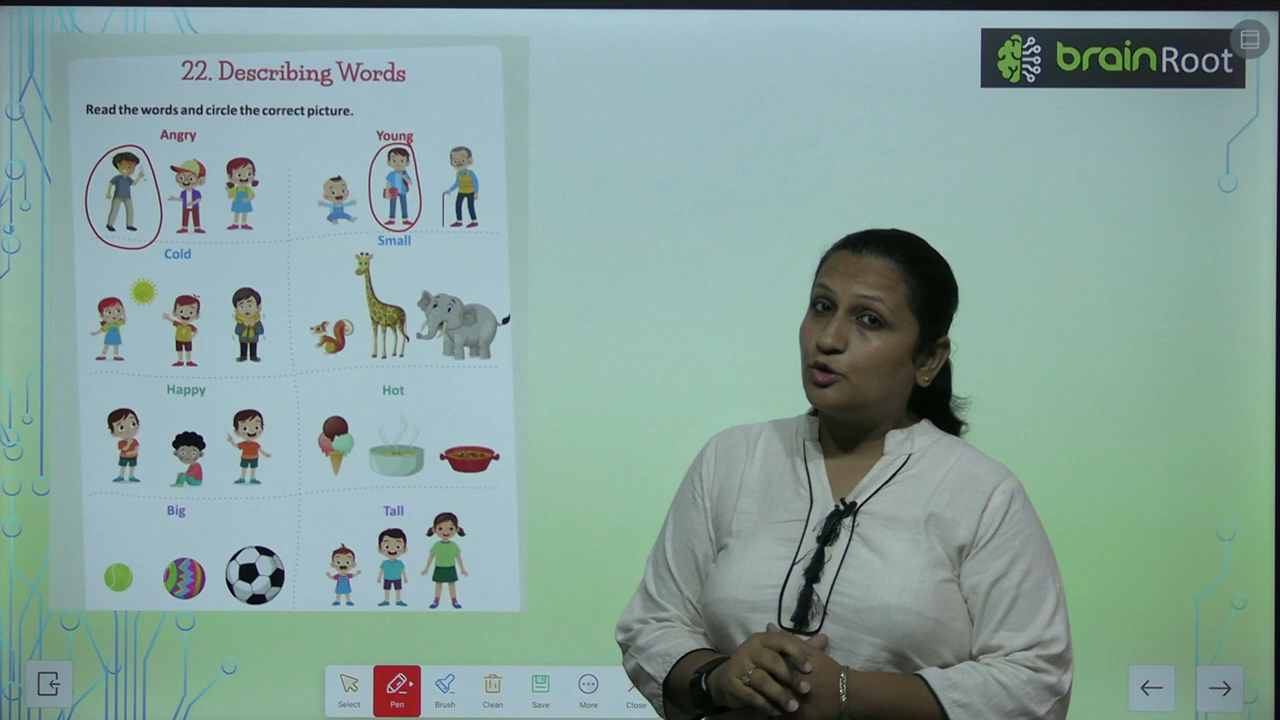 22. Describing Words
Read the words and circle the correct picture.
Angry
Young
Cold
Small
Happy
Hot
Big
Tall
brainRoot
Select
Pen
Brush
Clean
Save
More
Close